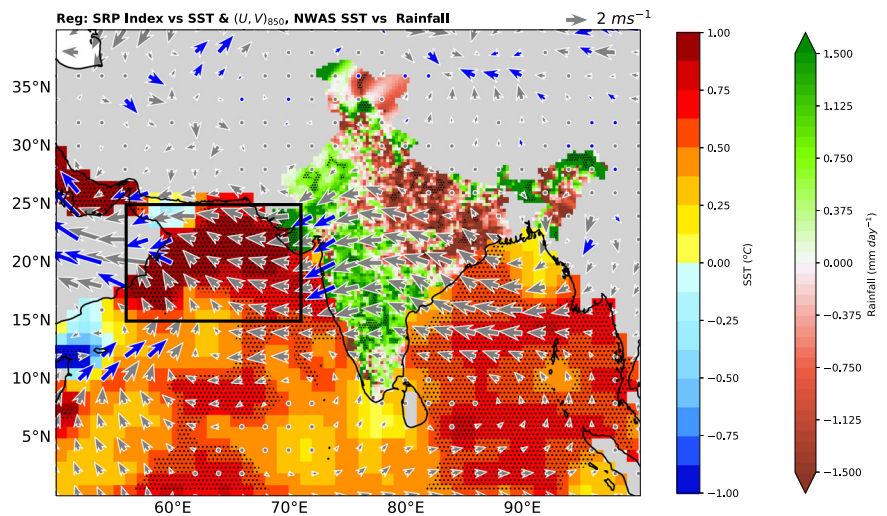 Reg: SRP Index vs SST & (U, V)₈₅₀, NWAS SST vs Rainfall
2 ms⁻¹
35°N
30°N
25°N
20°N
15°N
10°N
5°N
60°E
70°E
80°E
90°E
1.00
0.75
0.50
0.25
0.00
−0.25
−0.50
−0.75
−1.00
SST (°C)
1.500
1.125
0.750
0.375
0.000
−0.375
−0.750
−1.125
−1.500
Rainfall (mm day⁻¹)